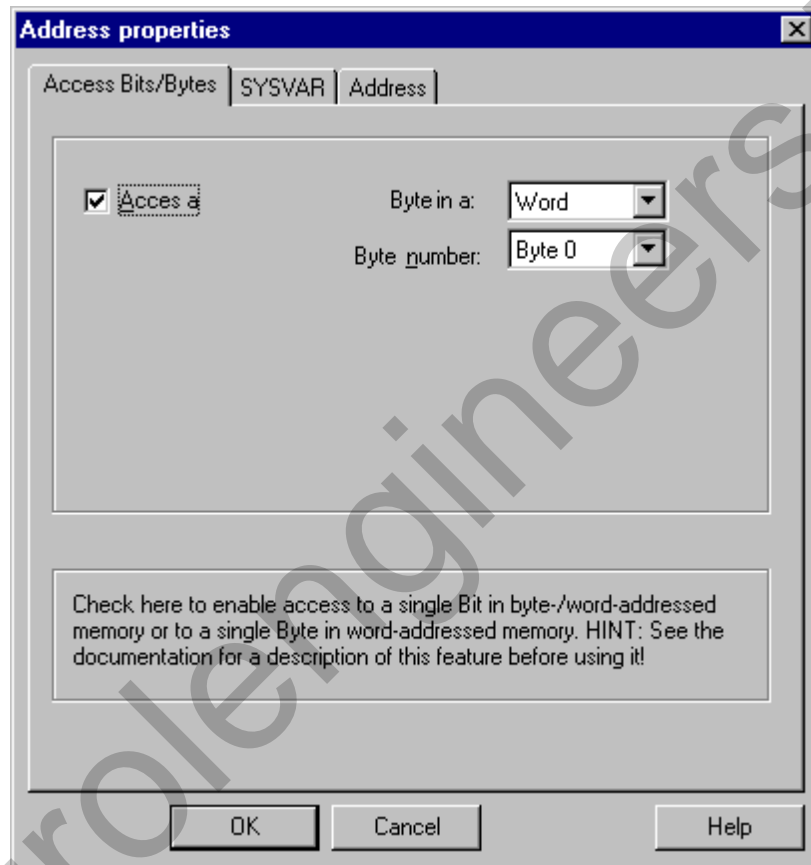 Address properties
Access Bits/Bytes SYSVAR Address
Acces a Byte in a: Word
Byte number: Byte 0
Check here to enable access to a single Bit in byte-/word-addressed
memory or to a single Byte in word-addressed memory. HINT: See the
documentation for a description of this feature before using it!
OK Cancel Help
rolengineers